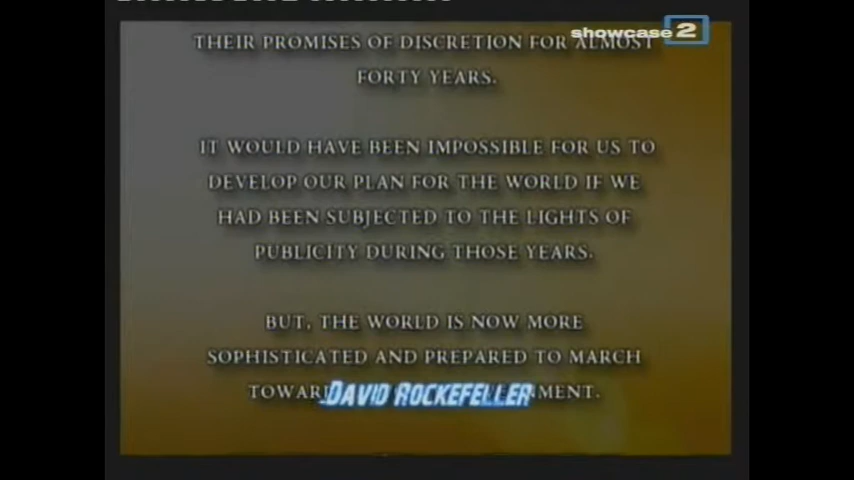 showcase 2
THEIR PROMISES OF DISCRETION FOR ALMOST
FORTY YEARS.
IT WOULD HAVE BEEN IMPOSSIBLE FOR US TO
DEVELOP OUR PLAN FOR THE WORLD IF WE
HAD BEEN SUBJECTED TO THE LIGHTS OF
PUBLICITY DURING THOSE YEARS.
BUT, THE WORLD IS NOW MORE
SOPHISTICATED AND PREPARED TO MARCH
DAVID ROCKEFELLER